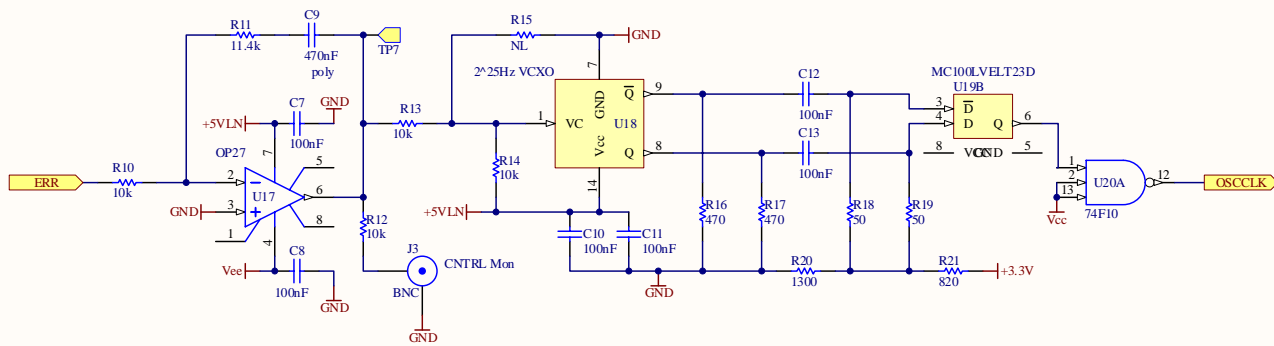 R11
11.4k
C9
470nF
poly
TP7
R15
NL
GND
2^25Hz VCXO
7
GND
1
VC
U18
Vcc
Q
9
Q
8
14
C7
GND
+5VLN
100nF
OP27
7
5
R13
10k
R14
10k
ERR
R10
10k
2
U17
6
GND
3
8
1
4
R12
10k
+5VLN
C10
100nF
C11
100nF
C8
Vee
100nF
GND
J3
CNTRL Mon
BNC
GND
GND
C12
100nF
C13
100nF
R16
470
R17
470
R18
50
R19
50
R20
1300
R21
820
+3.3V
MC100LVELT23D
U19B
3
D
4
D
Q
6
8
5
1
2
13
U20A
12
OSCCLK
74F10
Vcc